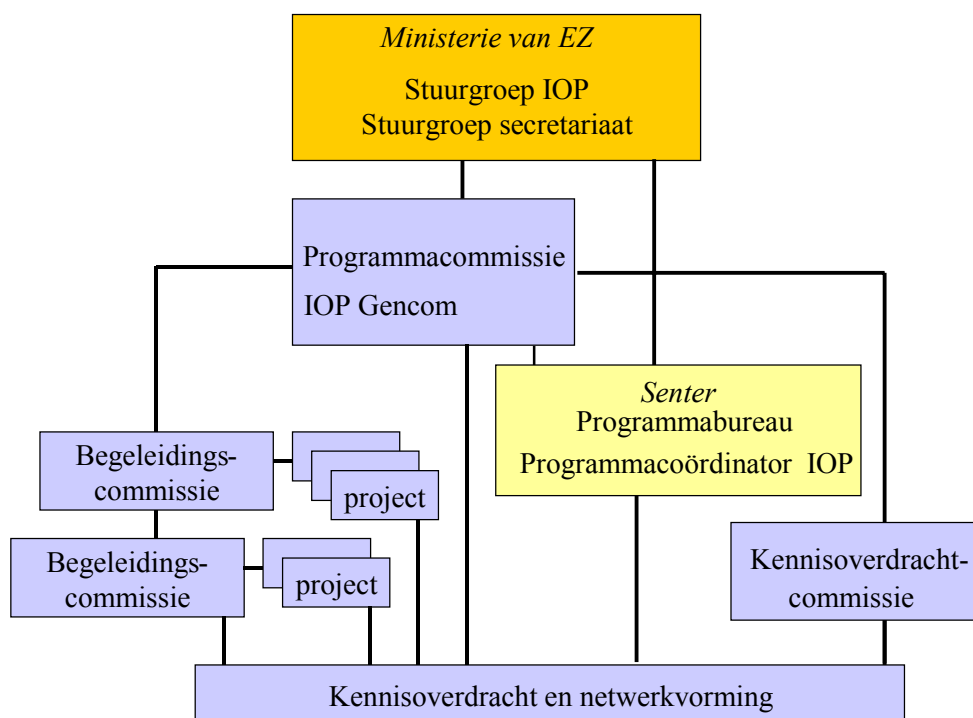 Ministerie van EZ
Stuurgroep IOP
Stuurgroep secretariaat
Programmacommissie
IOP Gencom
Senter
Programmabureau
Programmacoördinator IOP
Begeleidings-
commissie
project
Begeleidings-
commissie
project
Kennisoverdracht-
commissie
Kennisoverdracht en netwerkvorming